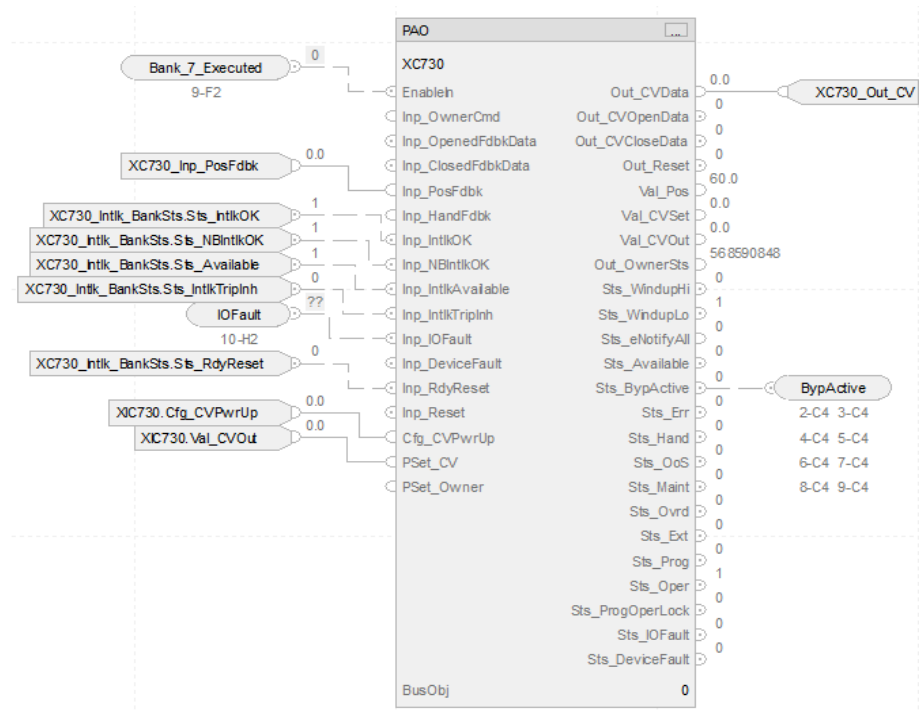 PAO ...
XC730
Bank_7_Executed 0
9-F2
EnableIn Out_CVData 0.0 XC730_Out_CV
Inp_OwnerCmd Out_CVOpenData 0
Inp_OpenedFdbkData Out_CVCloseData 0
XC730_Inp_PosFdbk 0.0
Inp_ClosedFdbkData Out_Reset 0
Inp_PosFdbk Val_Pos 60.0
XC730_Intlk_BankSts.Sts_IntlkOK 1
Inp_HandFdbk Val_CVSet 0.0
XC730_Intlk_BankSts.Sts_NBIntlkOK 1
Inp_IntlkOK Val_CVOut 0.0
XC730_Intlk_BankSts.Sts_Available 1
Inp_NBIntlkOK Out_OwnerSts 568590848
XC730_Intlk_BankSts.Sts_IntlkTripInh 0
Inp_IntlkAvailable Sts_WindupHi 0
IOFault ??
Inp_IntlkTripInh Sts_WindupLo 1
10-H2
Inp_IOFault Sts_eNotifyAll 0
XC730_Intlk_BankSts.Sts_RdyReset 0
Inp_DeviceFault Sts_Available 0
Inp_RdyReset Sts_BypActive 0 BypActive
XIC730.Cfg_CVPwrUp 0.0
Inp_Reset Sts_Err 0 2-C4 3-C4
XIC730.Val_CVOut 0.0
Cfg_CVPwrUp Sts_Hand 0 4-C4 5-C4
PSet_CV Sts_OoS 0 6-C4 7-C4
PSet_Owner Sts_Maint 0 8-C4 9-C4
Sts_Ovrd 0
Sts_Ext 0
Sts_Prog 0
Sts_Oper 1
Sts_ProgOperLock 0
Sts_IOFault 0
Sts_DeviceFault 0
BusObj 0